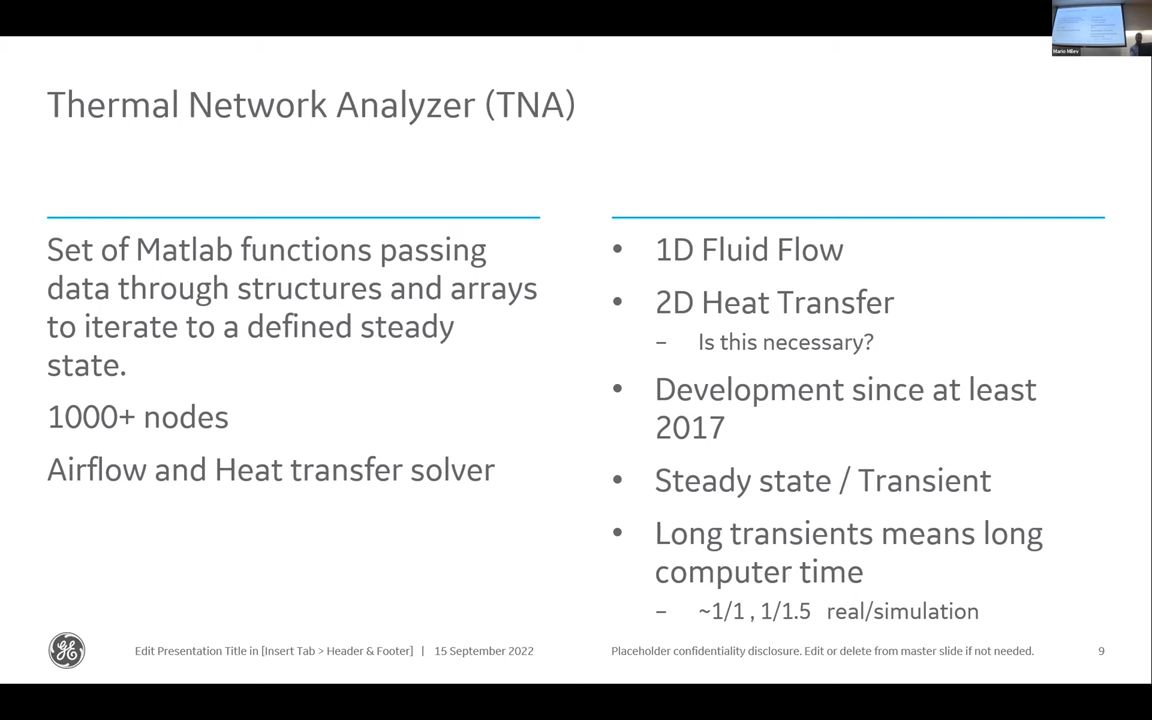 Mario Milev
Thermal Network Analyzer (TNA)
Set of Matlab functions passing
data through structures and arrays
to iterate to a defined steady
state.
1000+ nodes
Airflow and Heat transfer solver
• 1D Fluid Flow
• 2D Heat Transfer
– Is this necessary?
• Development since at least
2017
• Steady state / Transient
• Long transients means long
computer time
– ~1/1 , 1/1.5 real/simulation
Edit Presentation Title in [Insert Tab > Header & Footer] | 15 September 2022
Placeholder confidentiality disclosure. Edit or delete from master slide if not needed.
9